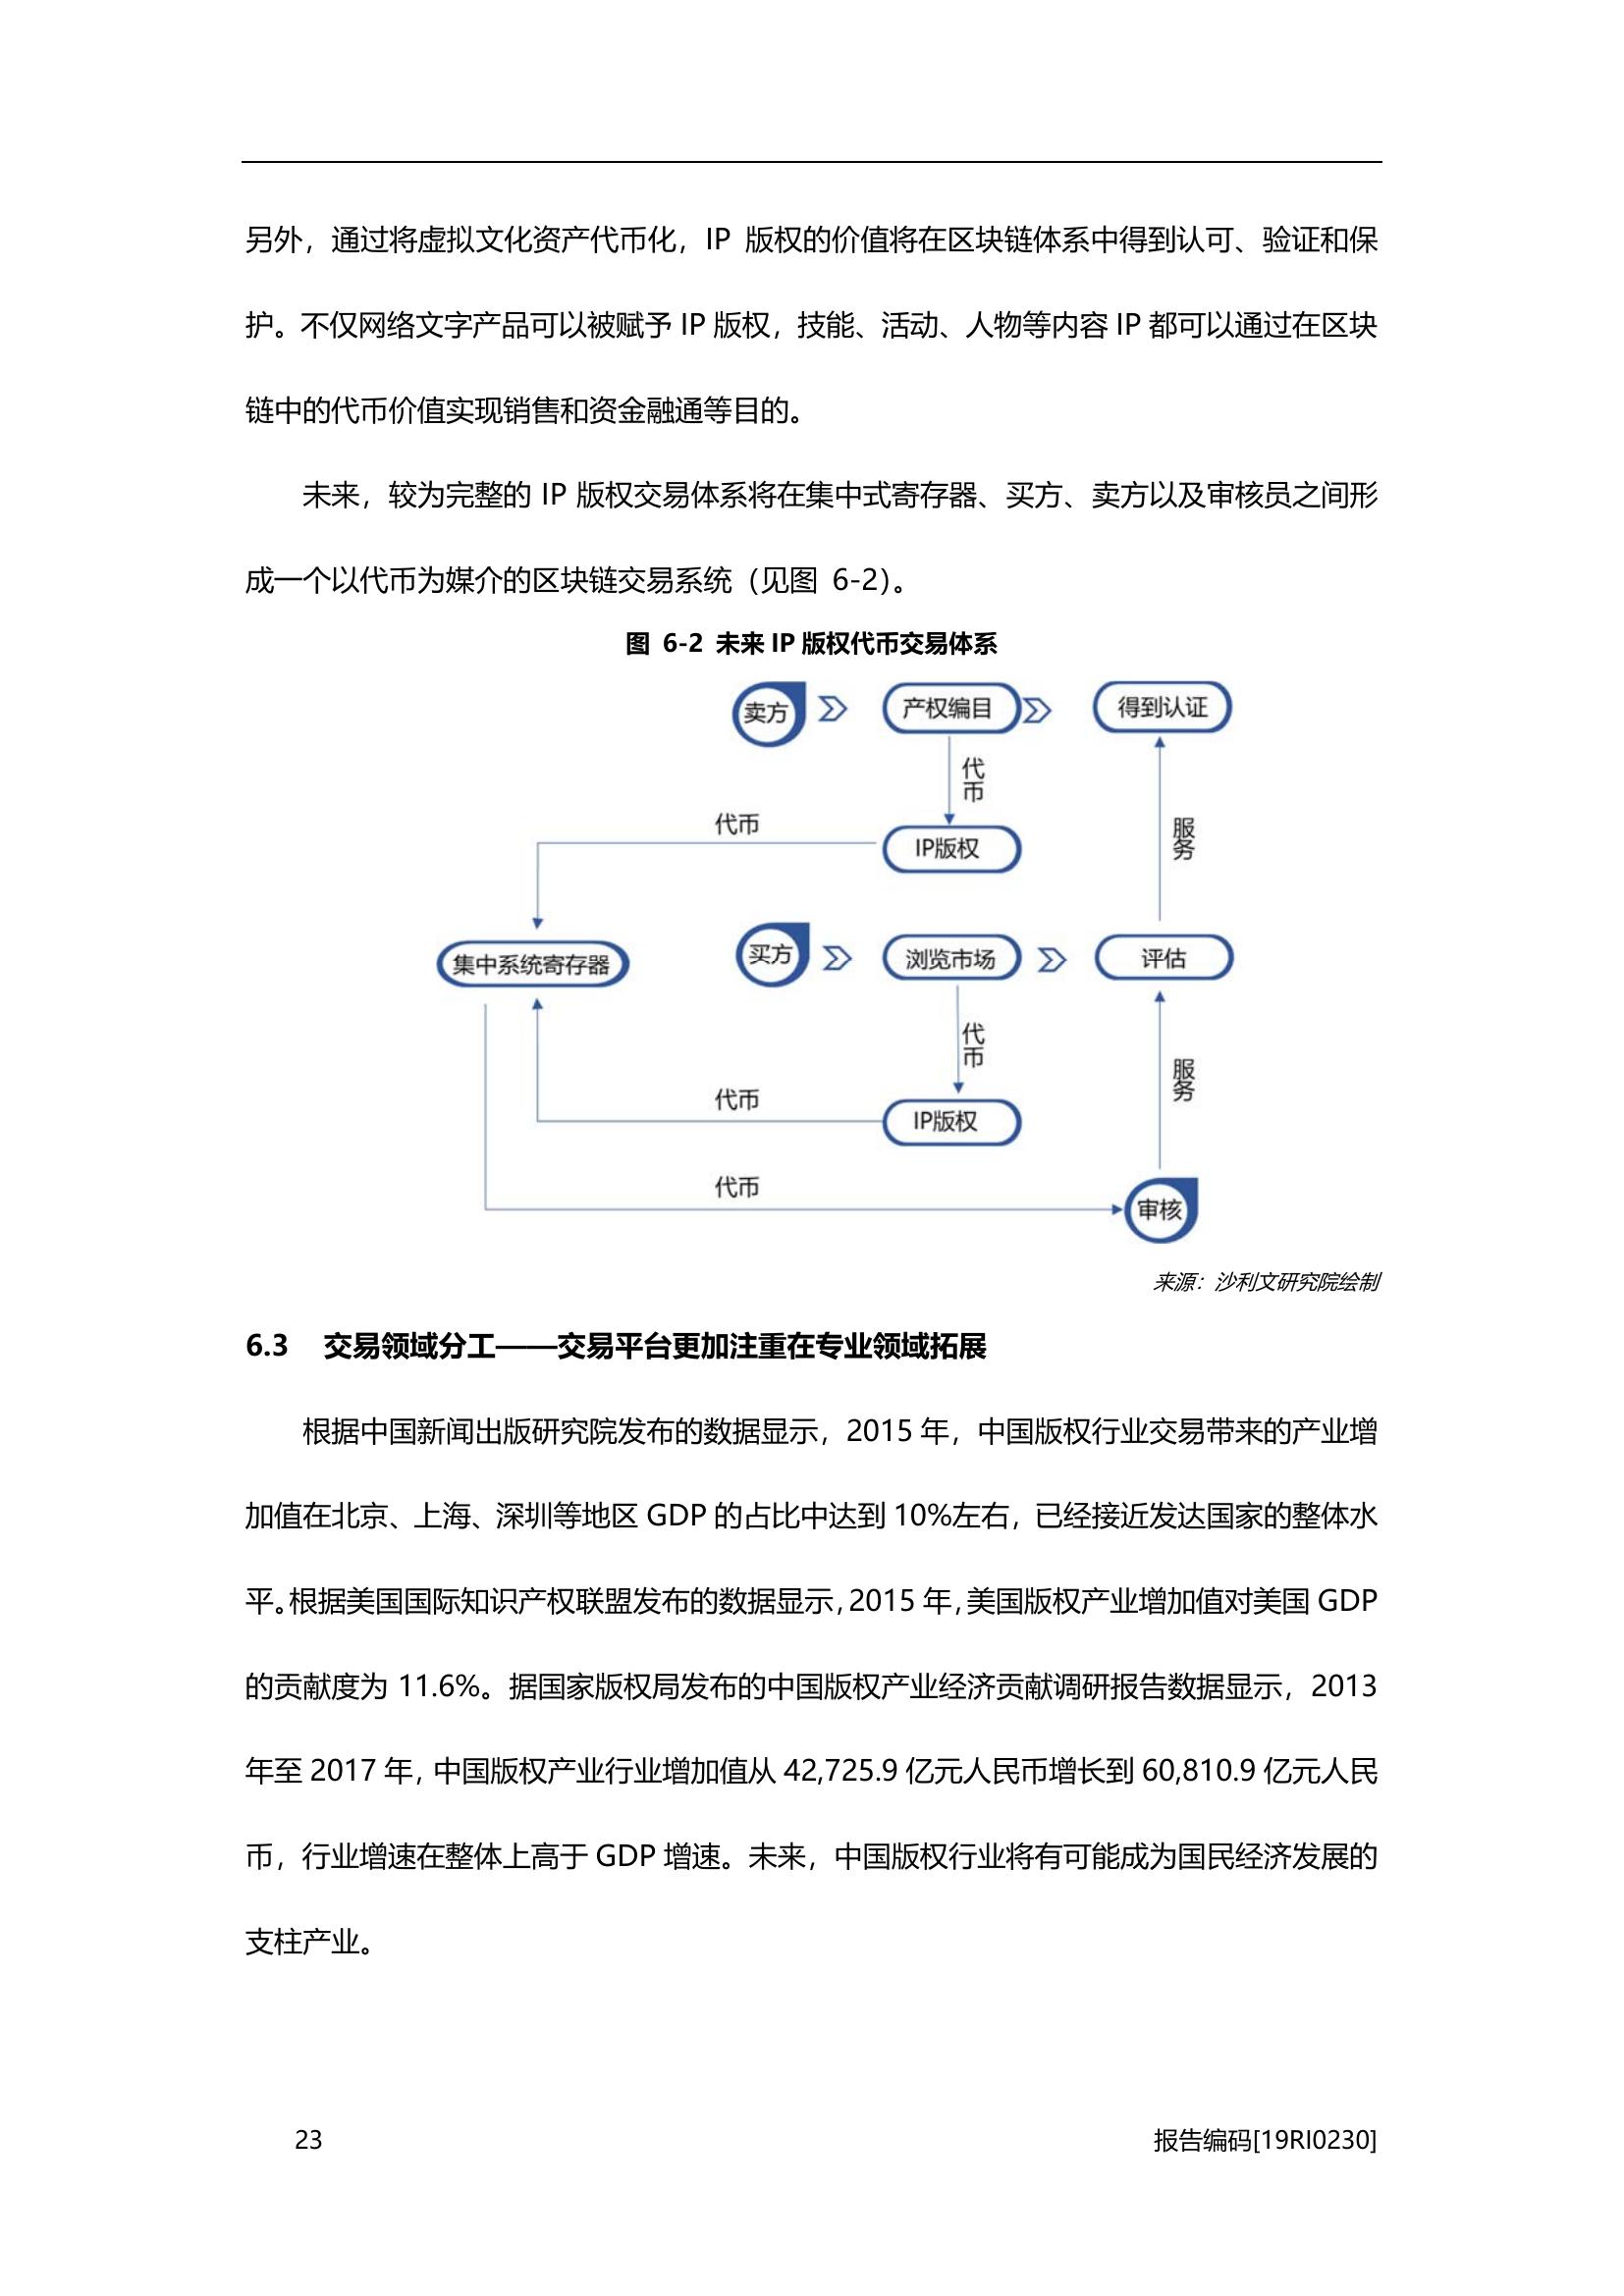 另外，通过将虚拟文化资产代币化，IP 版权的价值将在区块链体系中得到认可、验证和保
护。不仅网络文字产品可以被赋予 IP 版权，技能、活动、人物等内容 IP 都可以通过在区块
链中的代币价值实现销售和资金融通等目的。
未来，较为完整的 IP 版权交易体系将在集中式寄存器、买方、卖方以及审核员之间形
成一个以代币为媒介的区块链交易系统（见图 6-2）。
图 6-2 未来 IP 版权代币交易体系
卖方
产权编目
得到认证
代币
代币
服务
IP版权
集中系统寄存器
买方
浏览市场
评估
代币
服务
代币
IP版权
代币
审核
来源：沙利文研究院绘制
6.3 交易领域分工——交易平台更加注重在专业领域拓展
根据中国新闻出版研究院发布的数据显示，2015 年，中国版权行业交易带来的产业增
加值在北京、上海、深圳等地区 GDP 的占比中达到 10%左右，已经接近发达国家的整体水
平。根据美国国际知识产权联盟发布的数据显示，2015 年，美国版权产业增加值对美国 GDP
的贡献度为 11.6%。据国家版权局发布的中国版权产业经济贡献调研报告数据显示，2013
年至 2017 年，中国版权产业行业增加值从 42,725.9 亿元人民币增长到 60,810.9 亿元人民
币，行业增速在整体上高于 GDP 增速。未来，中国版权行业将有可能成为国民经济发展的
支柱产业。
23
报告编码[19RI0230]